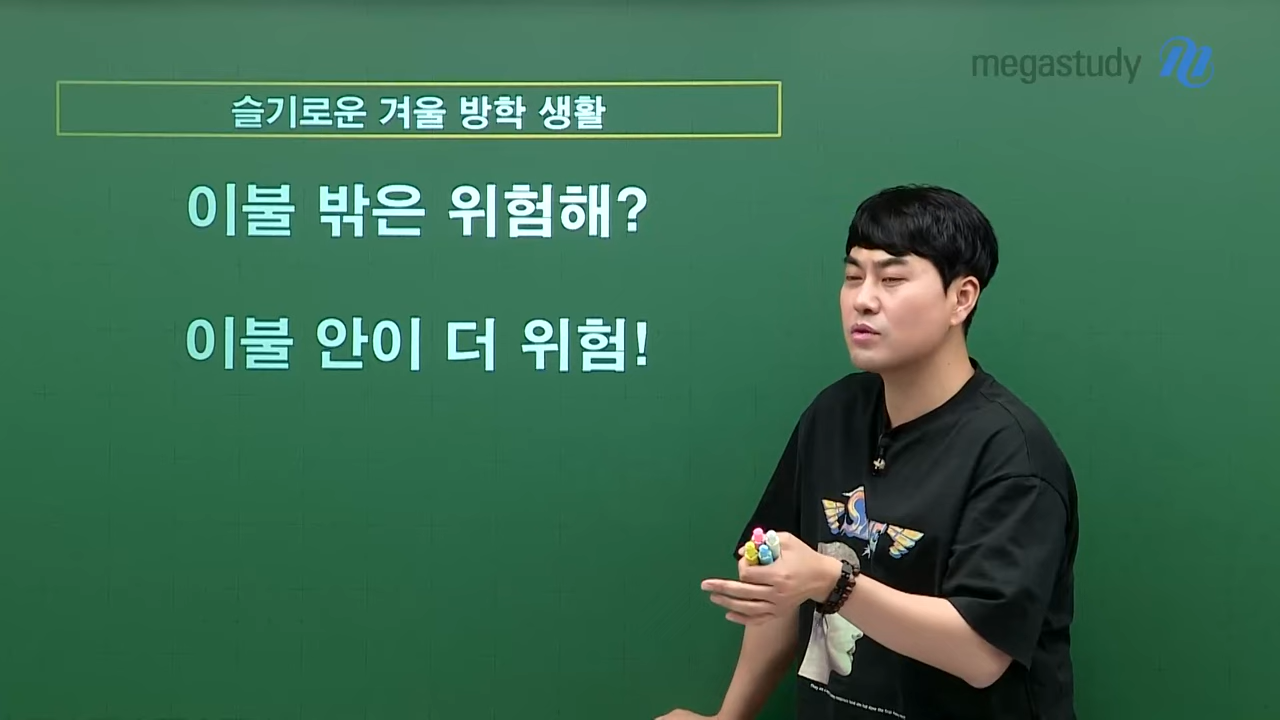 megastudy
슬기로운 겨울 방학 생활
이불 밖은 위험해?
이불 안이 더 위험!